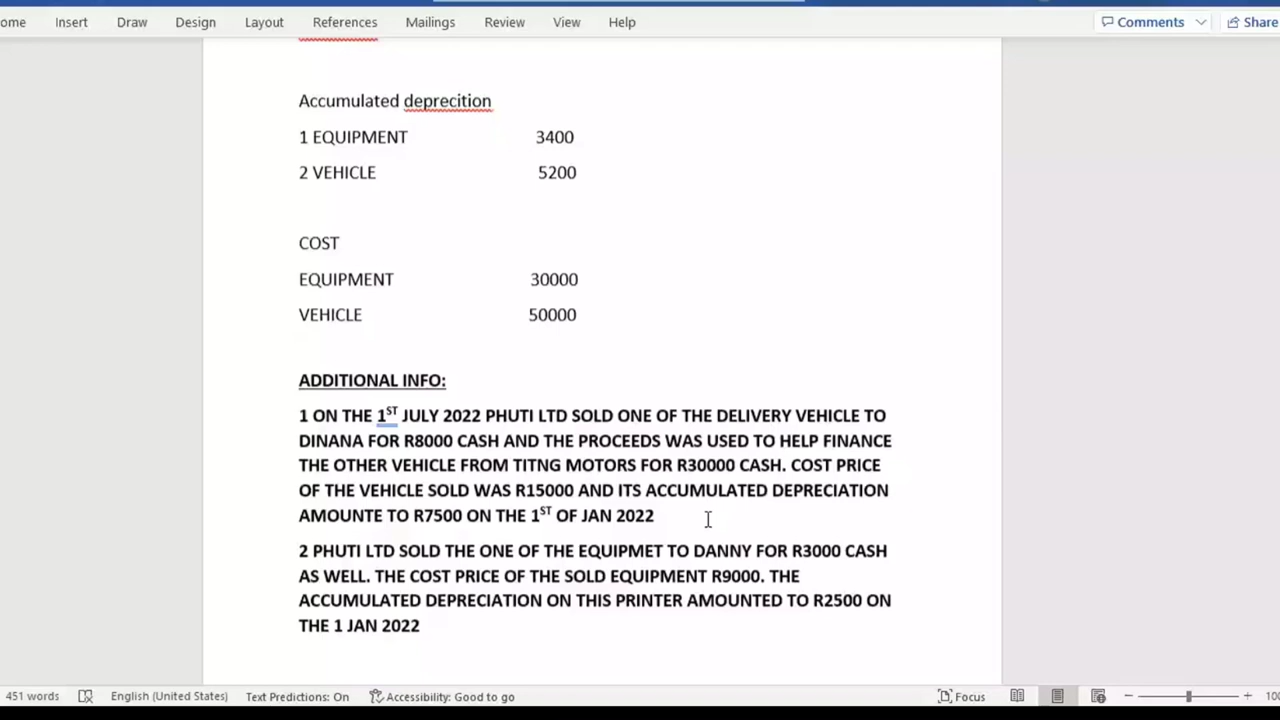 ome Insert Draw Design Layout References Mailings Review View Help Comments Share
Accumulated deprecition
1 EQUIPMENT 3400
2 VEHICLE 5200
COST
EQUIPMENT 30000
VEHICLE 50000
ADDITIONAL INFO:
1 ON THE 1ST JULY 2022 PHUTI LTD SOLD ONE OF THE DELIVERY VEHICLE TO
DINANA FOR R8000 CASH AND THE PROCEEDS WAS USED TO HELP FINANCE
THE OTHER VEHICLE FROM TITNG MOTORS FOR R30000 CASH. COST PRICE
OF THE VEHICLE SOLD WAS R15000 AND ITS ACCUMULATED DEPRECIATION
AMOUNTE TO R7500 ON THE 1ST OF JAN 2022
2 PHUTI LTD SOLD THE ONE OF THE EQUIPMET TO DANNY FOR R3000 CASH
AS WELL. THE COST PRICE OF THE SOLD EQUIPMENT R9000. THE
ACCUMULATED DEPRECIATION ON THIS PRINTER AMOUNTED TO R2500 ON
THE 1 JAN 2022
451 words English (United States) Text Predictions: On Accessibility: Good to go Focus 100